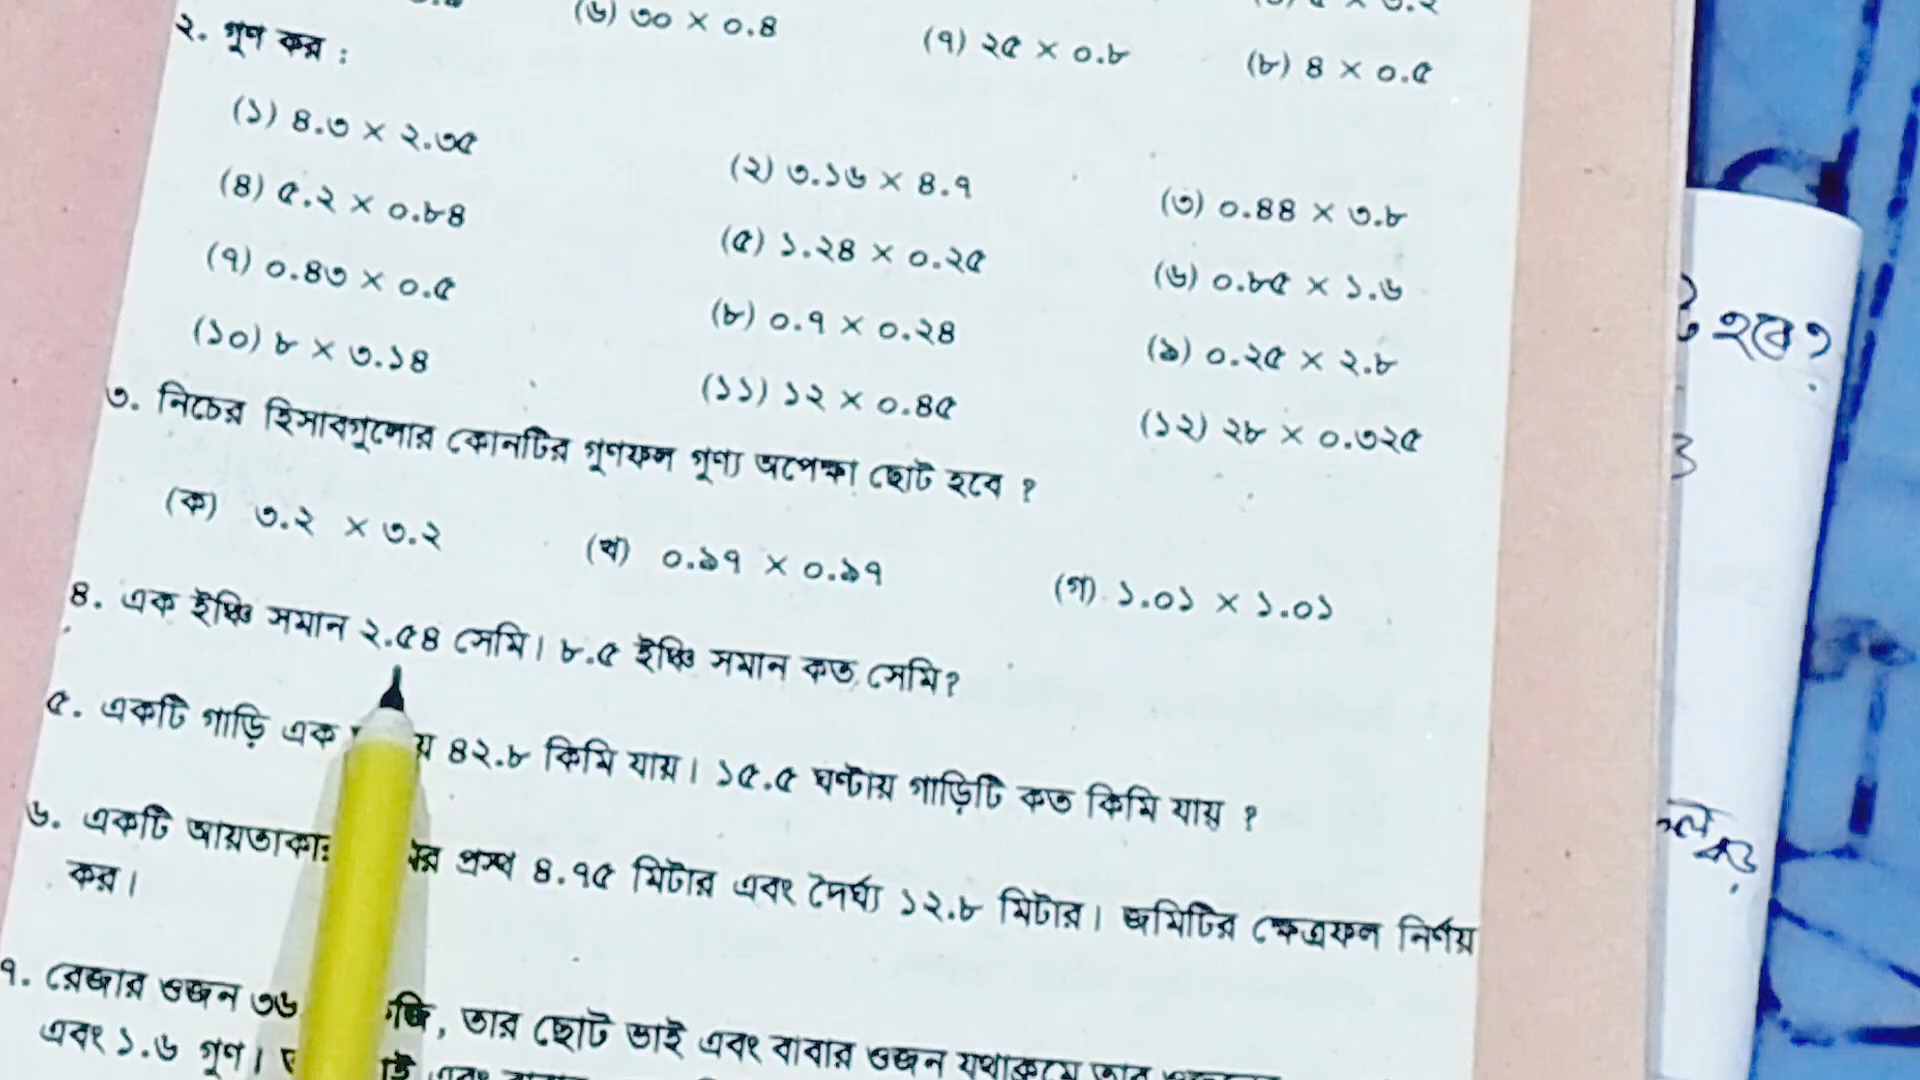 (৬) ৩০ × ০.৪ (৭) ২৫ × ০.৮ (৮) ৪ × ০.৫
২. গুণ কর :
(১) ৪.৩ × ২.৩৫ (২) ৩.১৬ × ৪.৭ (৩) ০.৪৪ × ৩.৮
(৪) ৫.২ × ০.৮৪ (৫) ১.২৪ × ০.২৫ (৬) ০.৮৫ × ১.৬
(৭) ০.৪৩ × ০.৫ (৮) ০.৭ × ০.২৪ (৯) ০.২৫ × ২.৮
(১০) ৮ × ৩.১৪ (১১) ১২ × ০.৪৫ (১২) ২৮ × ০.৩২৫
৩. নিচের হিসাবগুলোর কোনটির গুণফল গুণ্য অপেক্ষা ছোট হবে ?
(ক) ৩.২ × ৩.২ (খ) ০.৯৭ × ০.৯৭ (গ) ১.০১ × ১.০১
৪. এক ইঞ্চি সমান ২.৫৪ সেমি। ৮.৫ ইঞ্চি সমান কত সেমি?
৫. একটি গাড়ি এক য় ৪২.৮ কিমি যায়। ১৫.৫ ঘণ্টায় গাড়িটি কত কিমি যায় ?
৬. একটি আয়তাকার প্রস্থ ৪.৭৫ মিটার এবং দৈর্ঘ্য ১২.৮ মিটার। জমিটির ক্ষেত্রফল নির্ণয়
কর।
৭. রেজার ওজন ৩৬ জি, তার ছোট ভাই এবং বাবার ওজন যথাক্রমে তার
এবং ১.৬ গুণ।
হবে?